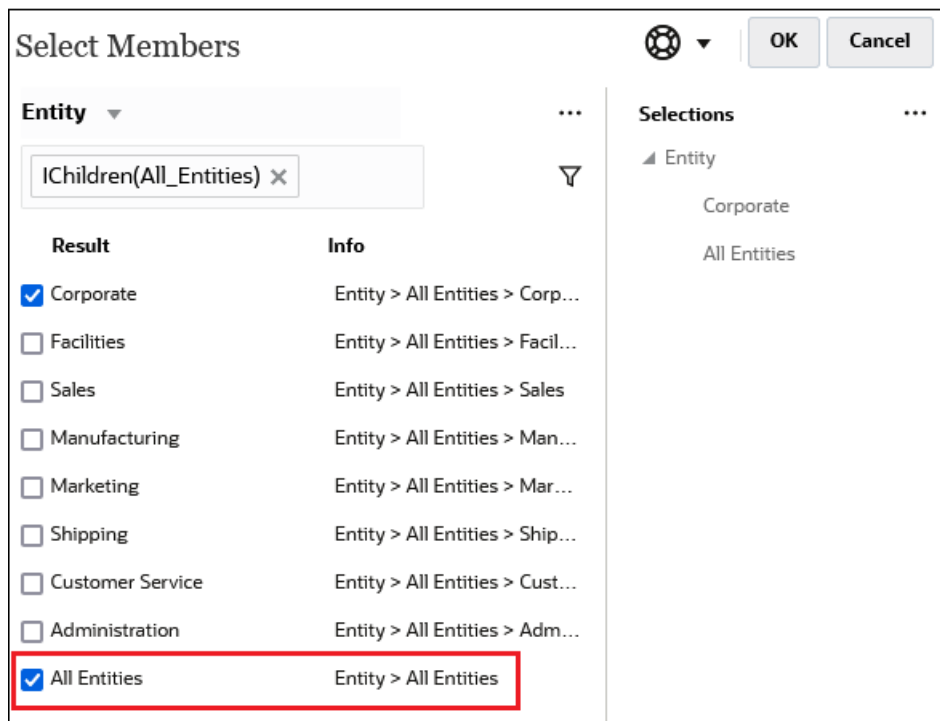 Select Members
OK
Cancel
Entity
IChildren(All_Entities)
Result Info
Corporate Entity > All Entities > Corp...
Facilities Entity > All Entities > Facil...
Sales Entity > All Entities > Sales
Manufacturing Entity > All Entities > Man...
Marketing Entity > All Entities > Mar...
Shipping Entity > All Entities > Ship...
Customer Service Entity > All Entities > Cust...
Administration Entity > All Entities > Adm...
All Entities Entity > All Entities
Selections
Entity
Corporate
All Entities